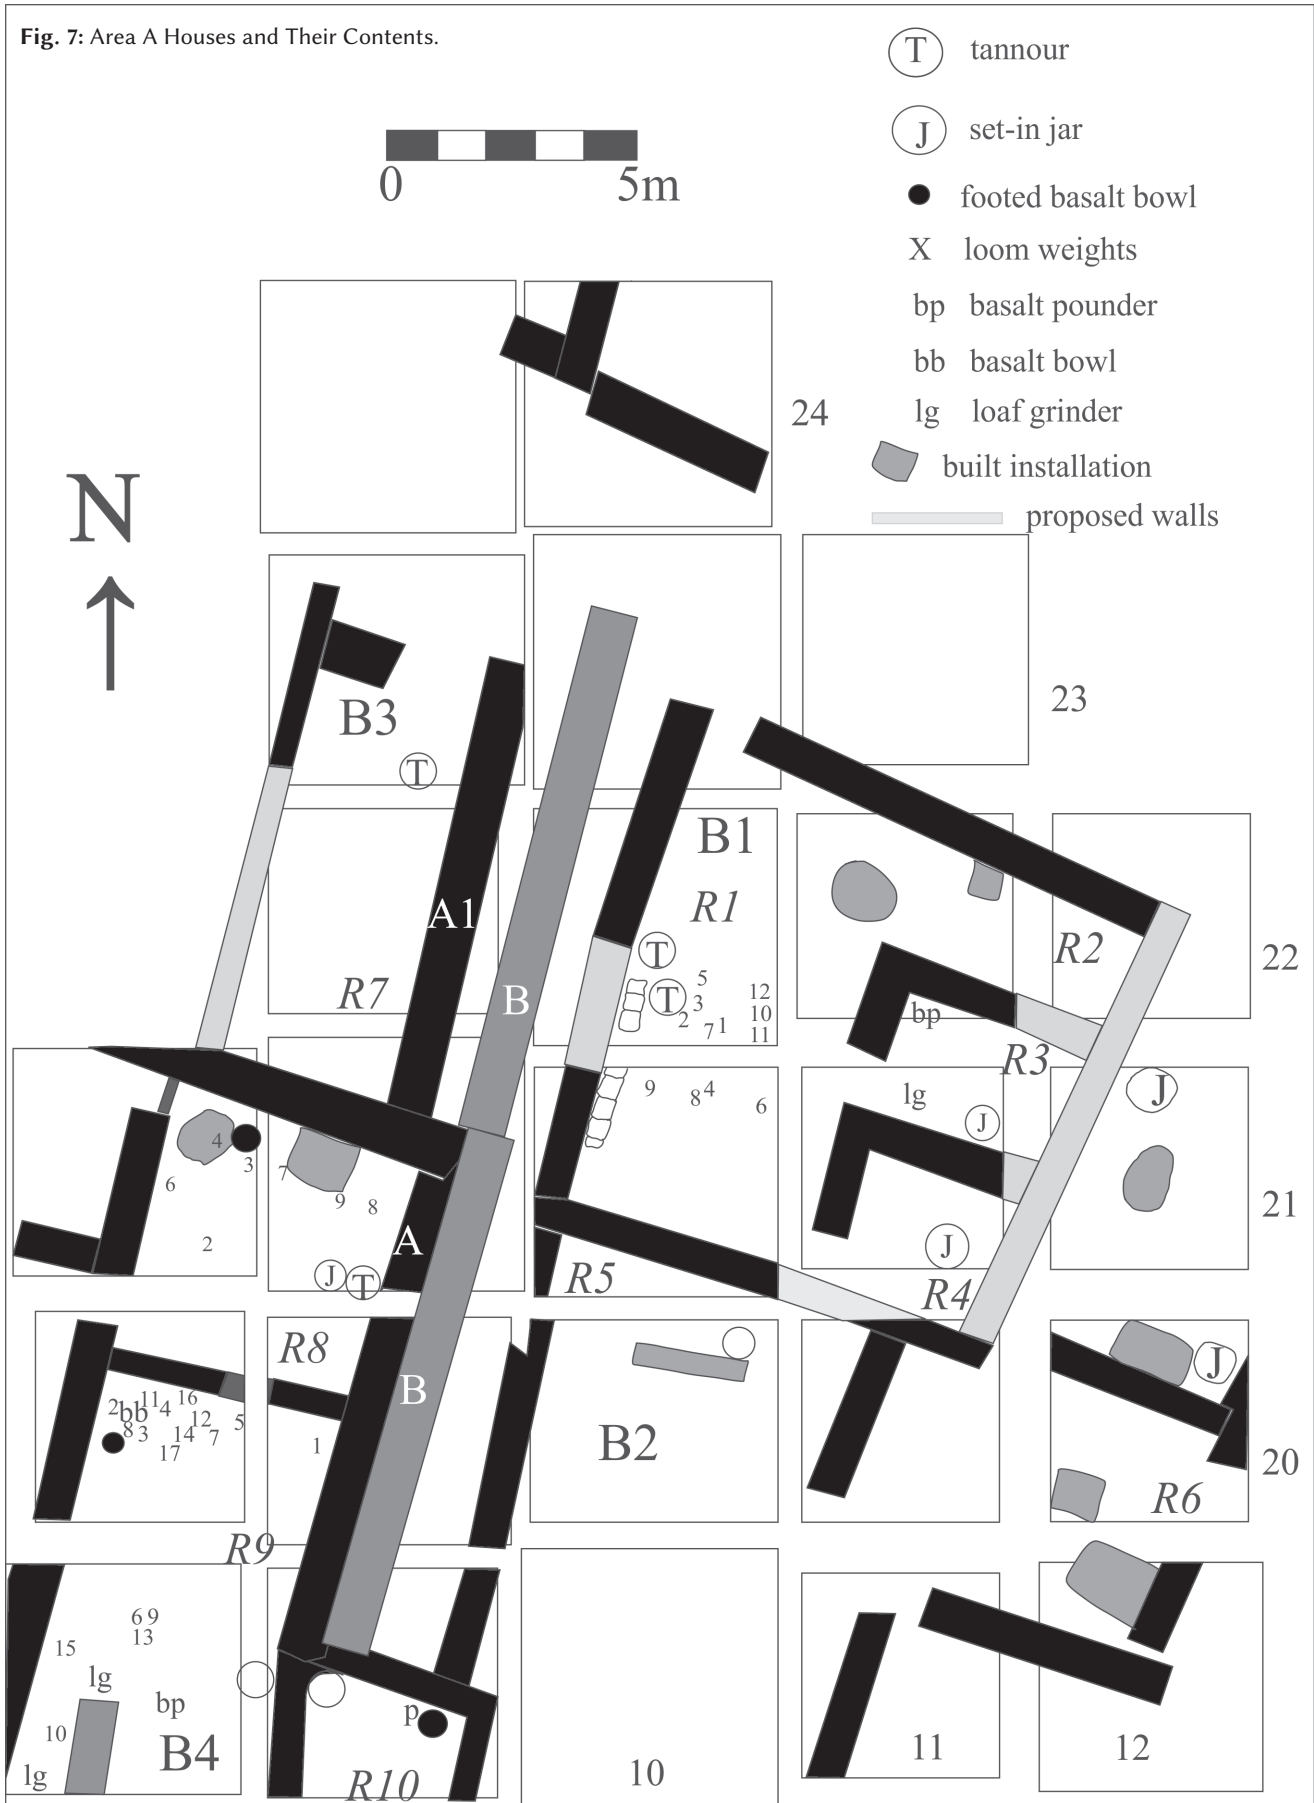 Fig. 7: Area A Houses and Their Contents.
T tannour
J set-in jar
0 5m
footed basalt bowl
X loom weights
bp basalt pounder
bb basalt bowl
lg loaf grinder
24
built installation
N
proposed walls
23
B3
T
B1
A1
R1
R2
T
22
R7
B
T
5
3
2
7 1
12
10
11
bp
R3
9
8 4
6
lg
J
J
4
3
6
7
9
8
2
21
A
J
J
T
R5
R4
R8
J
B
2
bb
11
4
16
12
8
3
14
7
5
17
1
B2
20
R6
R9
6 9
13
15
lg
bp
p
10
B4
11
12
lg
R10
10